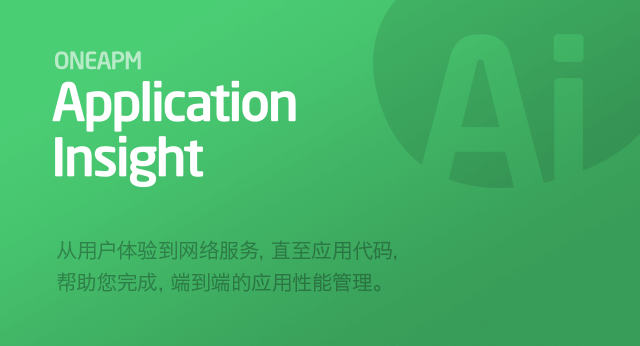 ONEAPM
Application
Insight
Ai
从用户体验到网络服务, 直至应用代码,
帮助您完成, 端到端的应用性能管理。